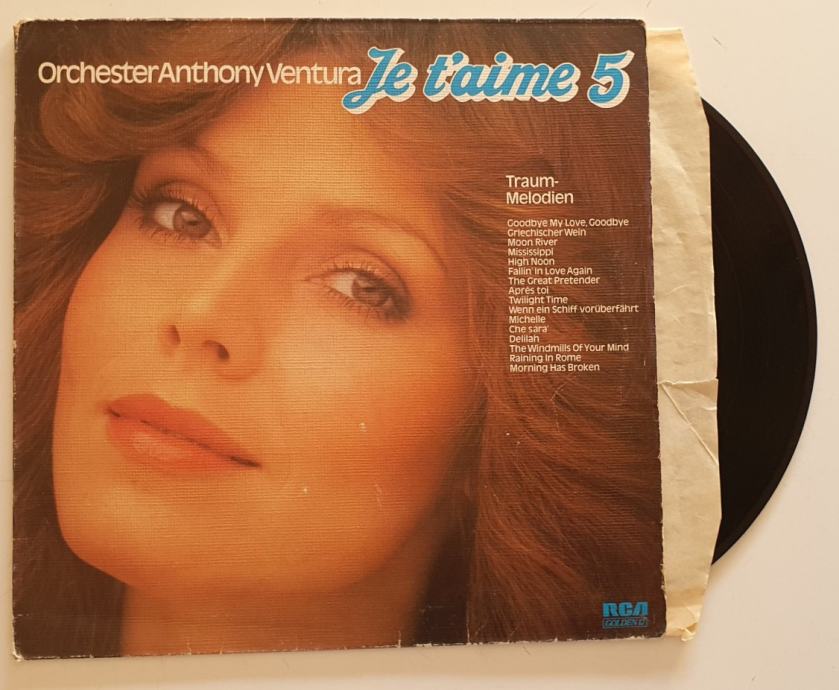 Orchester Anthony Ventura Je t'aime 5
Traum-
Melodien
Goodbye My Love, Goodbye
Griechischer Wein
Moon River
Mississippi
High Noon
Fallin' in Love Again
The Great Pretender
Aprés toi
Twilight Time
Wenn ein Schiff vorüberfährt
Michelle
Che sara'
Delilah
The Windmills Of Your Mind
Raining In Rome
Morning Has Broken
RCA
GOLDEN 12